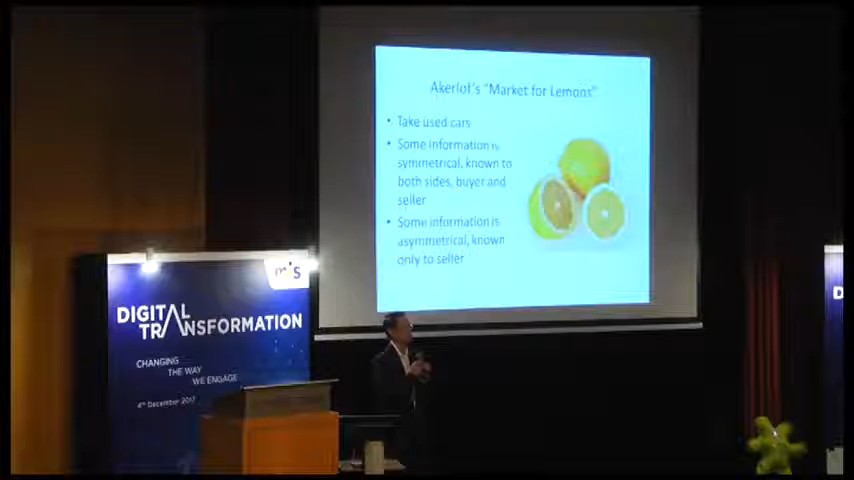 Akerlof's "Market for Lemons"
• Take used cars
• Some information is
symmetrical, known to
both sides, buyer and
seller
• Some information is
asymmetrical, known
only to seller
mis
DIGITAL
TRANSFORMATION
CHANGING
THE WAY
WE ENGAGE
4th December 2017
D